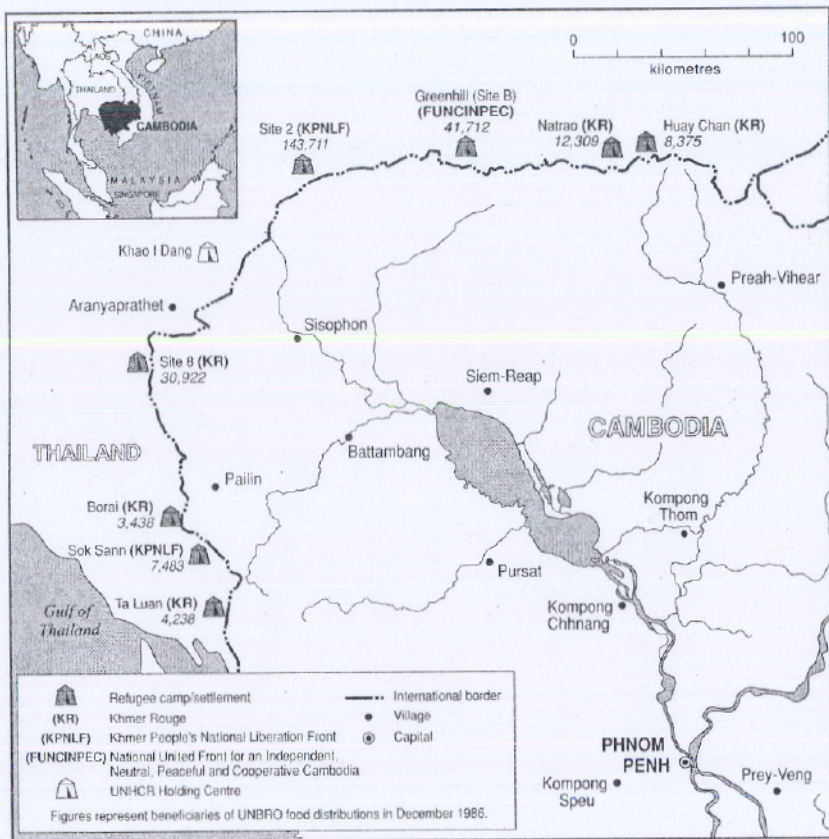 CHINA
LAOS
THAILAND
VIETNAM
CAMBODIA
MALAYSIA
SINGAPORE
0 100
kilometres
Greenhill (Site B)
(FUNCINPEC)
41,712
Site 2 (KPNLF)
143,711
Natrao (KR)
12,309
Huay Chan (KR)
8,375
Khao I Dang
Aranyaprathet
Preah-Vihear
Sisophon
Site 8 (KR)
30,922
Siem-Reap
CAMBODIA
THAILAND
Battambang
Pailin
Kompong
Thom
Borai (KR)
3,438
Sok Sann (KPNLF)
7,483
Pursat
Ta Luan (KR)
4,238
Gulf of
Thailand
Kompong
Chhnang
PHNOM
PENH
Kompong
Speu
Prey-Veng
Refugee camp/settlement
(KR) Khmer Rouge
(KPNLF) Khmer People's National Liberation Front
(FUNCINPEC) National United Front for an Independent,
Neutral, Peaceful and Cooperative Cambodia
UNHCR Holding Centre
International border
Village
Capital
Figures represent beneficiaries of UNBRO food distributions in December 1986.